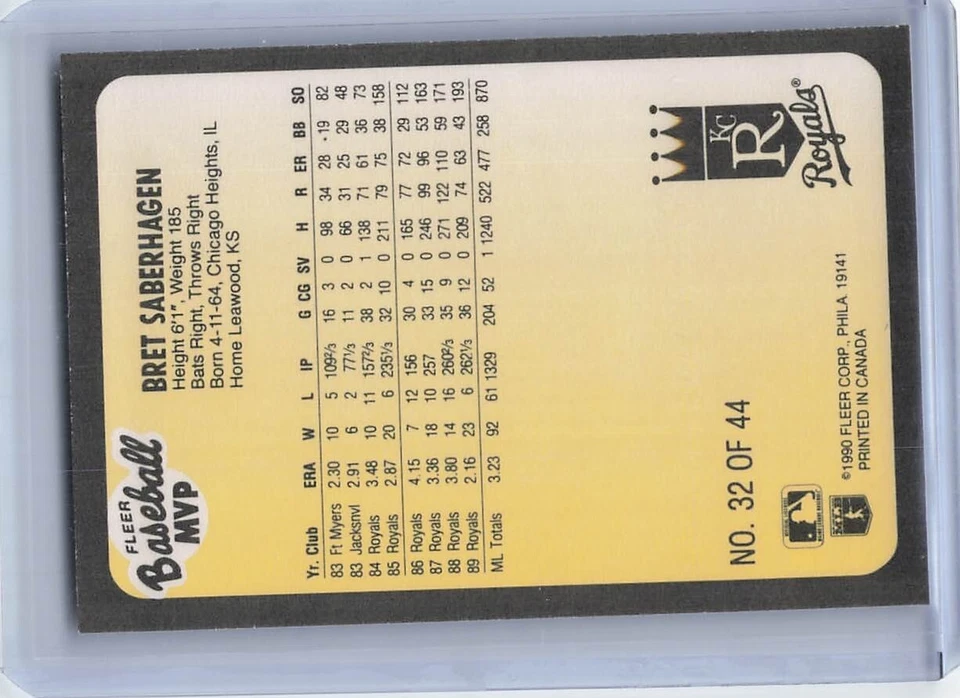 FLEER
Baseball
MVP
BRET SABERHAGEN
Height 6'1", Weight 185
Bats Right, Throws Right
Born 4-11-64, Chicago Heights, IL
Home Leawood, KS
Yr. Club ERA W L IP G CG SV H R ER BB SO
83 Ft Myers 2.30 10 5 109⅔ 16 3 0 98 34 28 19 82
83 Jacksnvl 2.91 6 2 77⅓ 11 2 0 66 31 25 29 48
84 Royals 3.48 10 11 157⅔ 38 2 1 138 71 61 36 73
85 Royals 2.87 20 6 235⅓ 32 10 0 211 79 75 38 158
86 Royals 4.15 7 12 156 30 4 0 165 77 72 29 112
87 Royals 3.36 18 10 257 33 15 0 246 99 96 53 163
88 Royals 3.80 14 16 260⅔ 35 9 0 271 122 110 59 171
89 Royals 2.16 23 6 262⅓ 36 12 0 209 74 63 43 193
ML Totals 3.23 92 61 1329 204 52 1 1240 522 477 258 870
KC
R
Royals®
NO. 32 OF 44
©1990 FLEER CORP., PHILA. 19141
PRINTED IN CANADA